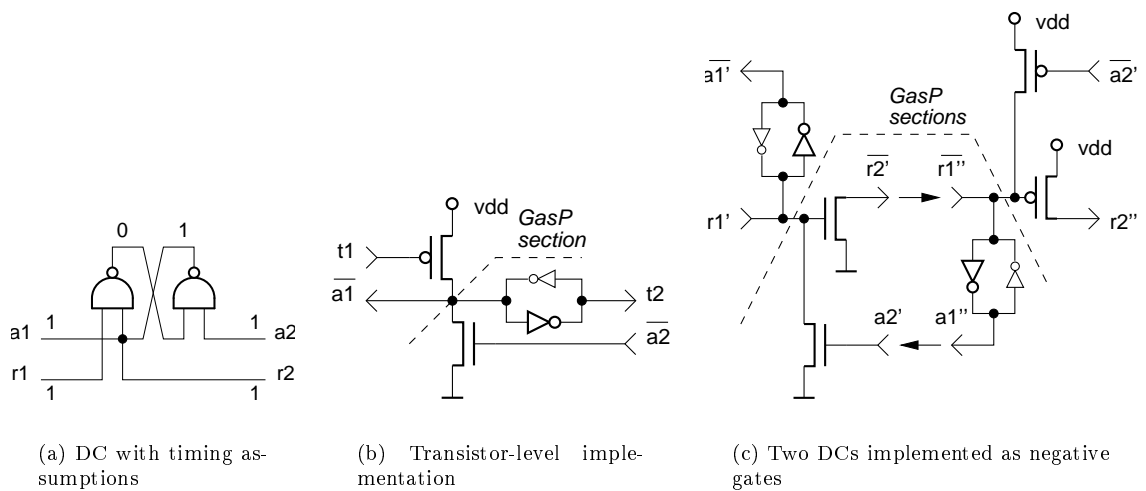 0 1
a1 1 1 a2
r1 1 1 r2
(a) DC with timing as-
sumptions
vdd
GasP
section
t1
a1
t2
a2
(b) Transistor-level imple-
mentation
vdd
a1'
a2'
GasP
sections
r2'
r1''
vdd
r1'
r2''
a2'
a1''
(c) Two DCs implemented as negative
gates